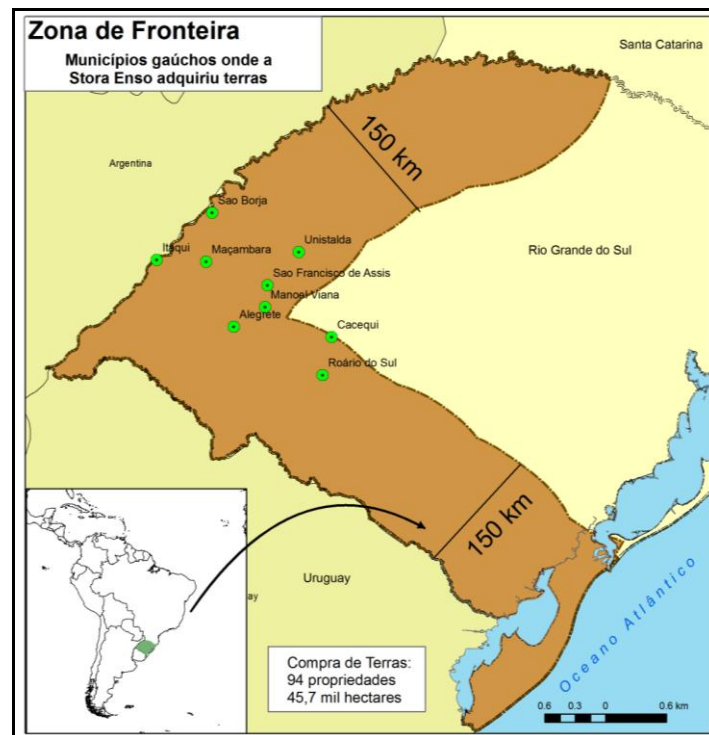 Zona de Fronteira
Municípios gaúchos onde a
Stora Enso adquiriu terras
Santa Catarina
150 km
Argentina
Sao Borja
Itaqui
Maçambara
Unistalda
Rio Grande do Sul
Sao Francisco de Assis
Manoel Viana
Alegrete
Cacequi
Roário do Sul
150 km
Uruguay
ay
Compra de Terras:
94 propriedades
45,7 mil hectares
Oceano Atlântico
0.6 0.3 0 0.6 km